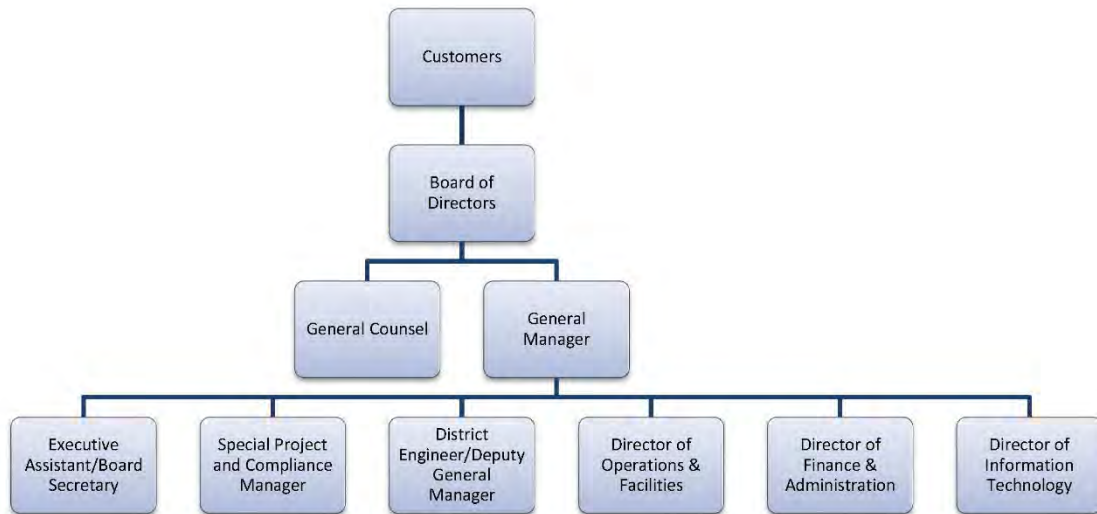 Customers
Board of
Directors
General Counsel
General
Manager
Executive
Assistant/Board
Secretary
Special Project
and Compliance
Manager
District
Engineer/Deputy
General
Manager
Director of
Operations &
Facilities
Director of
Finance &
Administration
Director of
Information
Technology